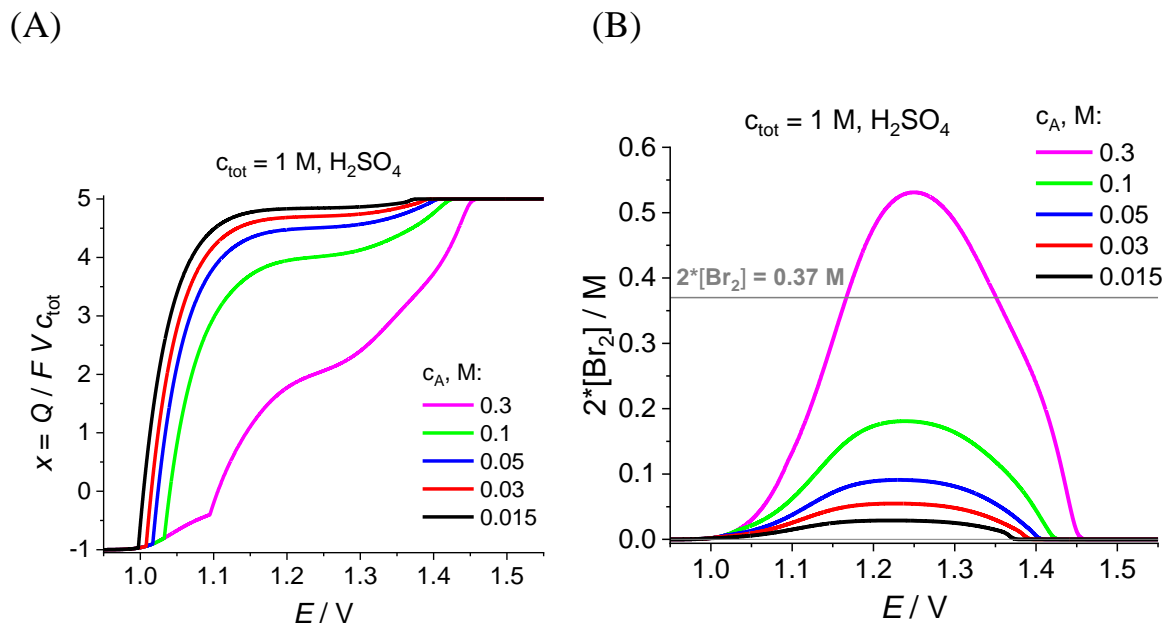 (A)
c_tot = 1 M, H₂SO₄
x = Q / F V c_tot
5
4
3
2
1
0
-1
c_A, M:
0.3
0.1
0.05
0.03
0.015
1.0 1.1 1.2 1.3 1.4 1.5
E / V
(B)
c_tot = 1 M, H₂SO₄
c_A, M:
0.3
0.1
0.05
0.03
0.015
2*[Br₂] / M
0.6
0.5
0.4
0.3
0.2
0.1
0.0
2*[Br₂] = 0.37 M
1.0 1.1 1.2 1.3 1.4 1.5
E / V